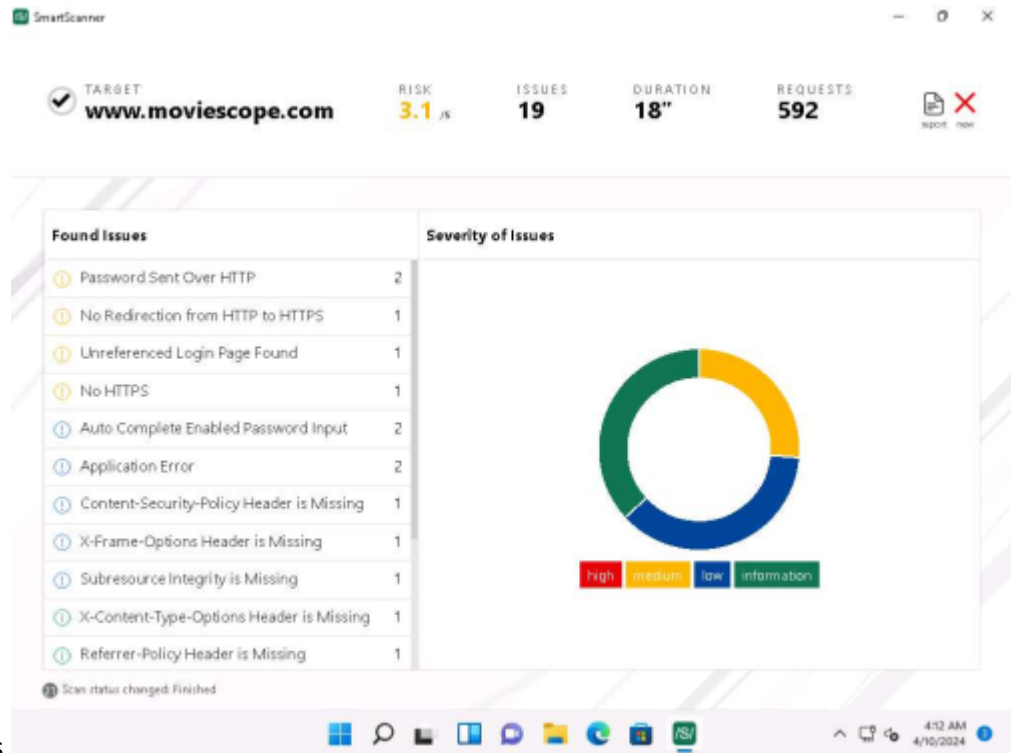 SmartScanner
TARGET
www.moviescope.com
RISK
3.1 /5
ISSUES
19
DURATION
18"
REQUESTS
592
report new
Found Issues
Password Sent Over HTTP 2
No Redirection from HTTP to HTTPS 1
Unreferenced Login Page Found 1
No HTTPS 1
Auto Complete Enabled Password Input 2
Application Error 2
Content-Security-Policy Header is Missing 1
X-Frame-Options Header is Missing 1
Subresource Integrity is Missing 1
X-Content-Type-Options Header is Missing 1
Referrer-Policy Header is Missing 1
Severity of Issues
high medium low information
Scan status changed: Finished
/S/
4:12 AM
4/10/2024